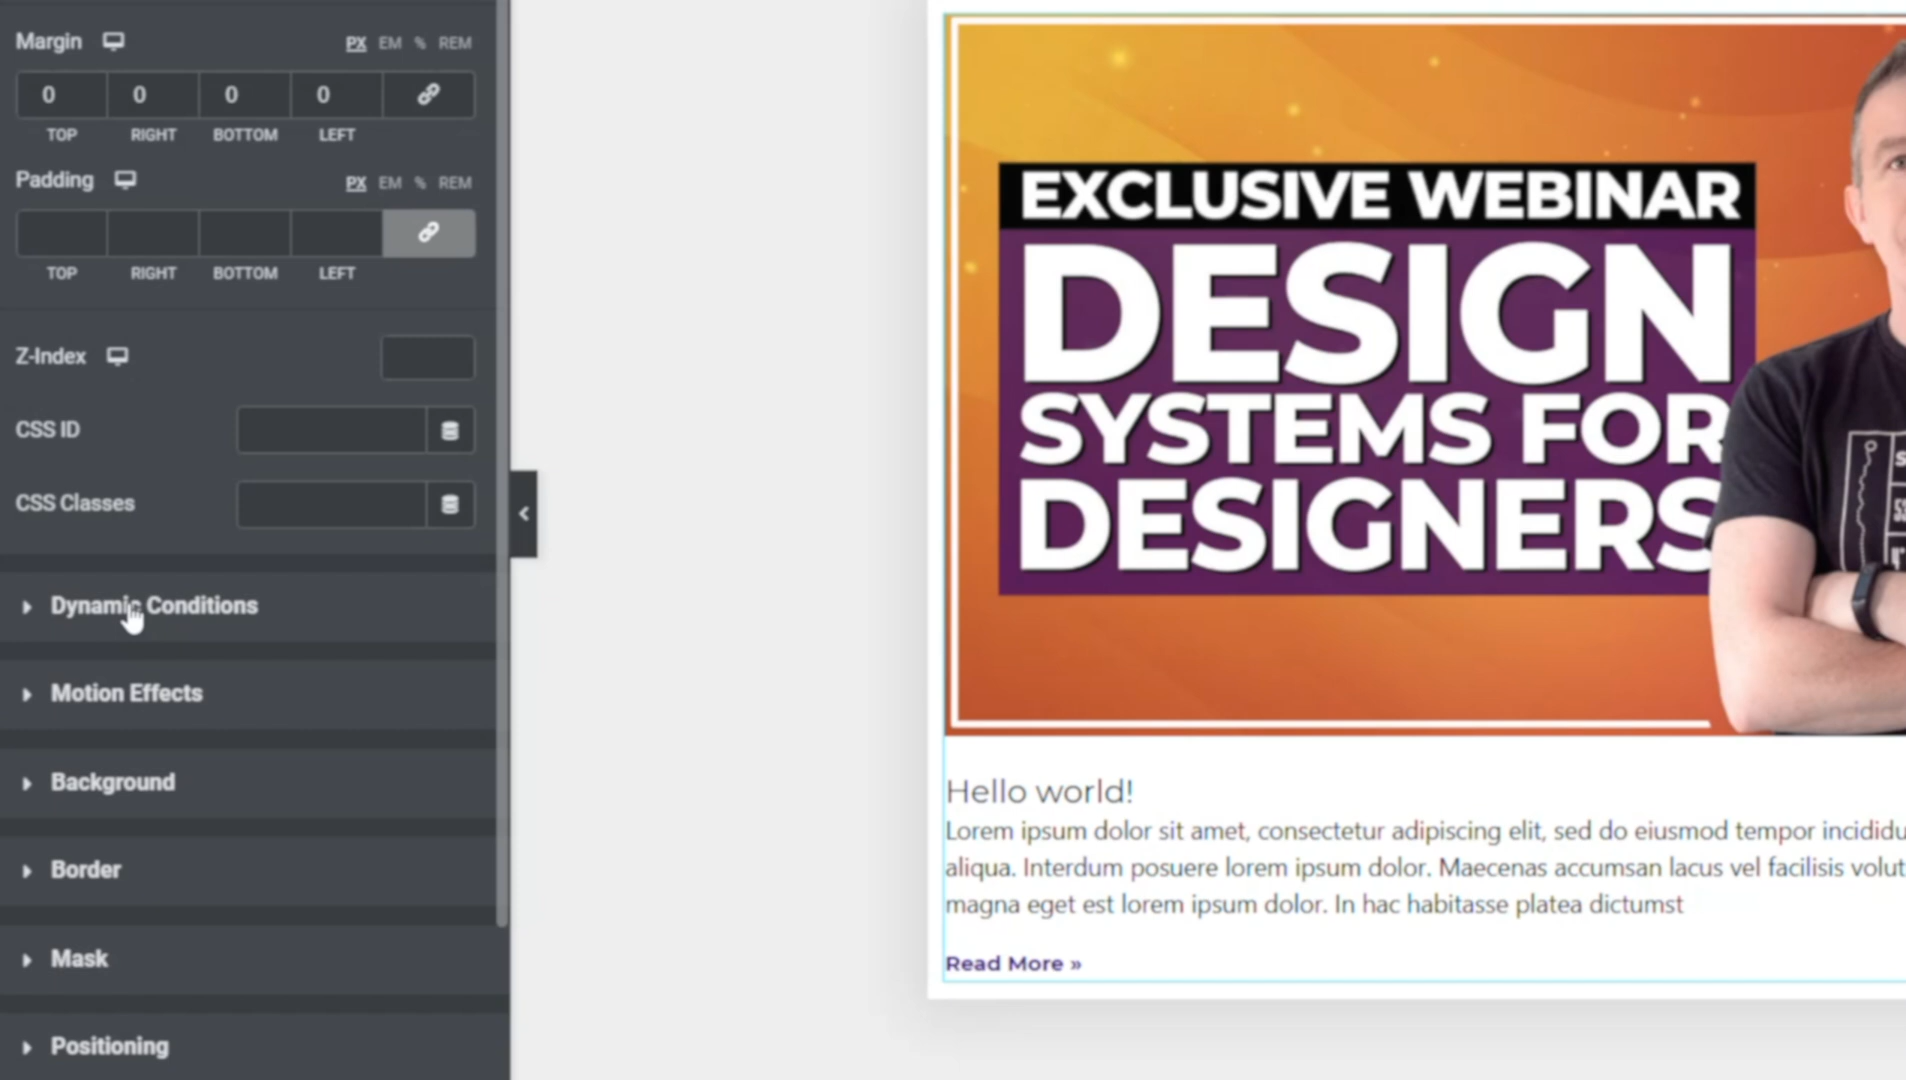 Margin PX EM % REM
0 0 0 0
TOP RIGHT BOTTOM LEFT
Padding PX EM % REM
TOP RIGHT BOTTOM LEFT
Z-Index
CSS ID
CSS Classes
Dynamic Conditions
Motion Effects
Background
Border
Mask
Positioning
EXCLUSIVE WEBINAR
DESIGN
SYSTEMS FOR
DESIGNERS
Hello world!
Lorem ipsum dolor sit amet, consectetur adipiscing elit, sed do eiusmod tempor incididu
aliqua. Interdum posuere lorem ipsum dolor. Maecenas accumsan lacus vel facilisis volut
magna eget est lorem ipsum dolor. In hac habitasse platea dictumst
Read More »